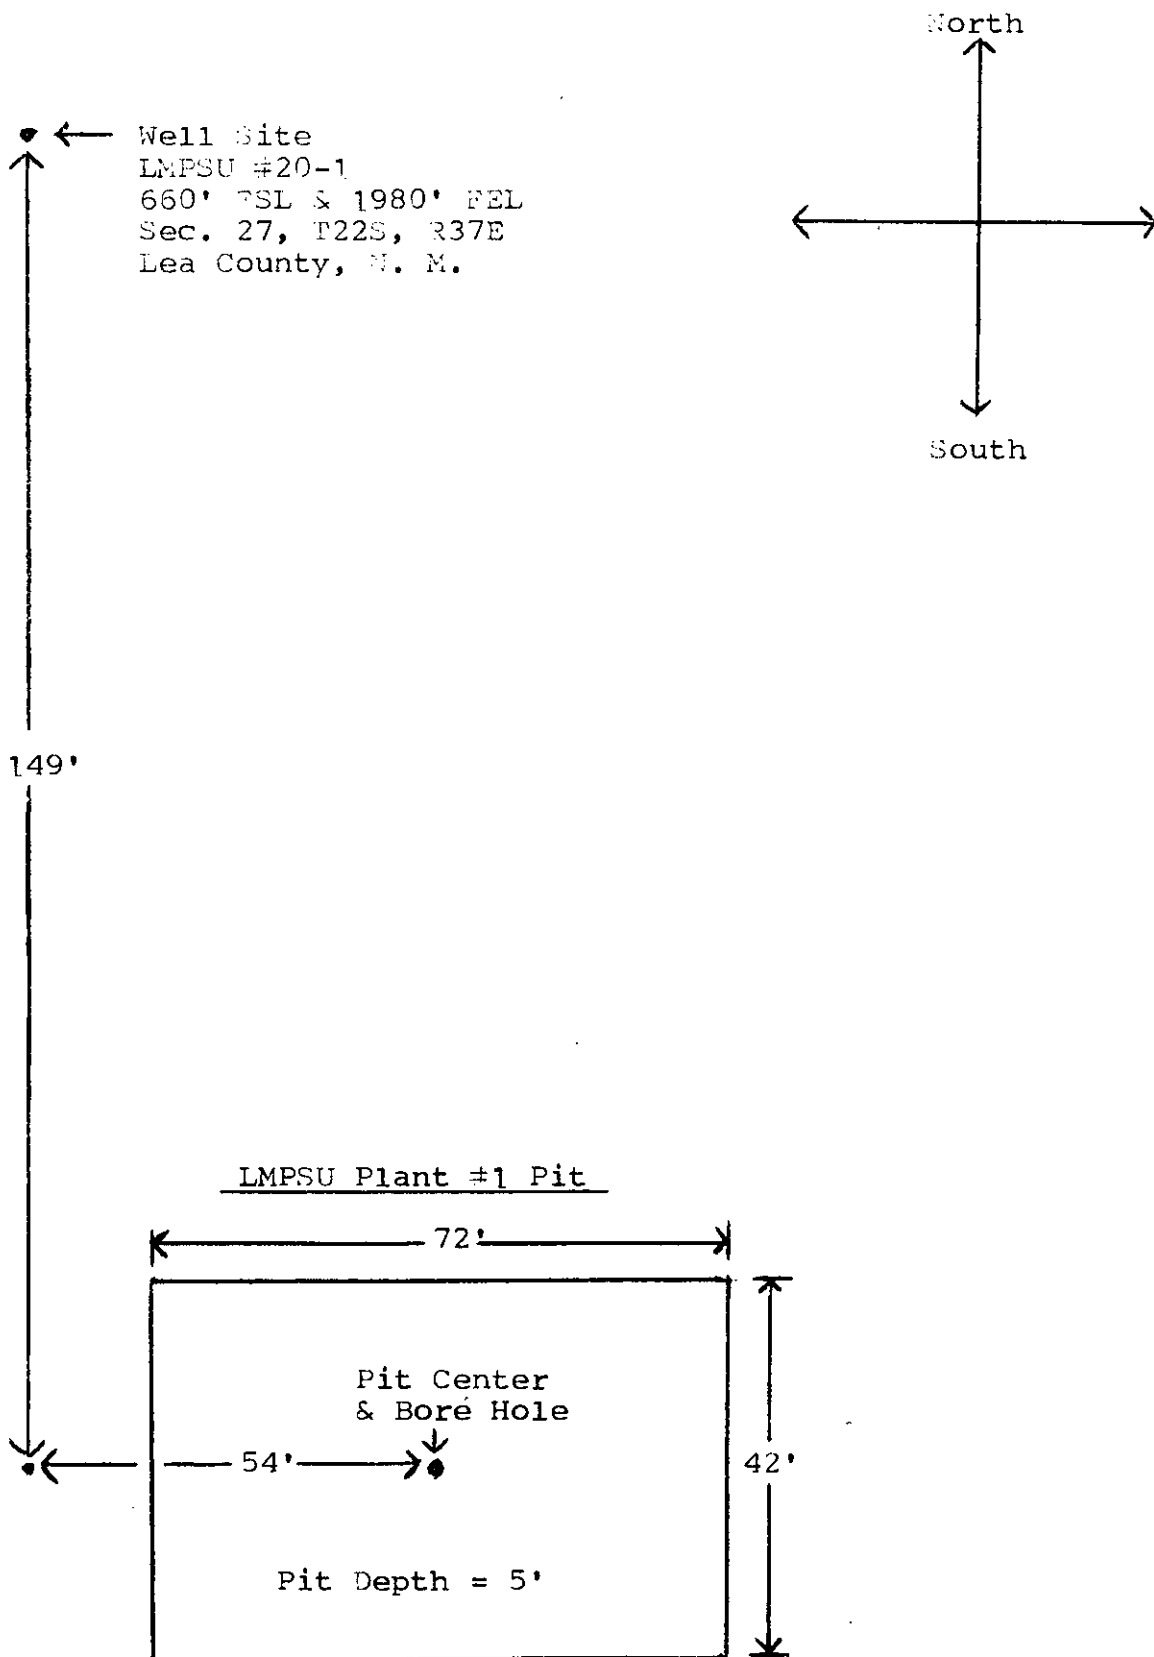 North
Well Site
LMPSU #20-1
660' FSL & 1980' FEL
Sec. 27, T22S, R37E
Lea County, N. M.
South
149'
LMPSU Plant #1 Pit
72'
Pit Center
& Bore Hole
54'
42'
Pit Depth = 5'